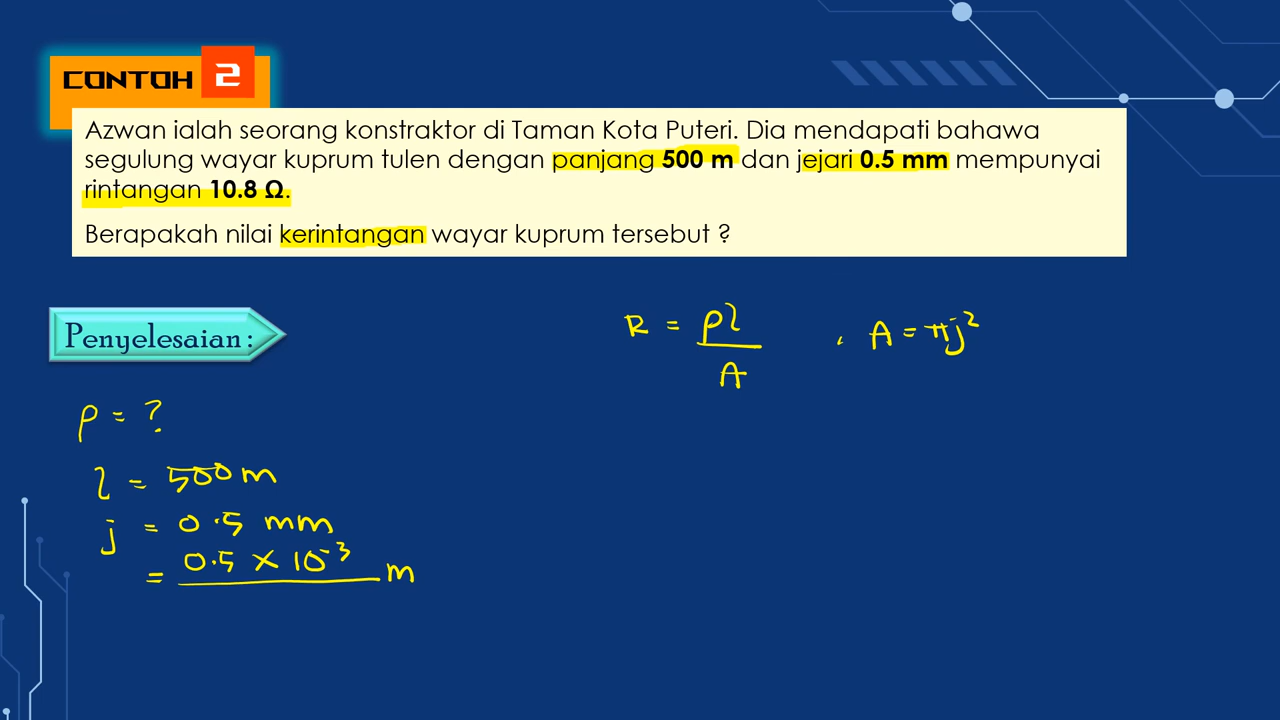 CONTOH 2
Azwan ialah seorang konstraktor di Taman Kota Puteri. Dia mendapati bahawa
segulung wayar kuprum tulen dengan panjang 500 m dan jejari 0.5 mm mempunyai
rintangan 10.8 Ω.
Berapakah nilai kerintangan wayar kuprum tersebut ?
Penyelesaian :
R = ρl / A , A = πj²
ρ = ?
l = 500 m
j = 0.5 mm
= 0.5 × 10⁻³ m